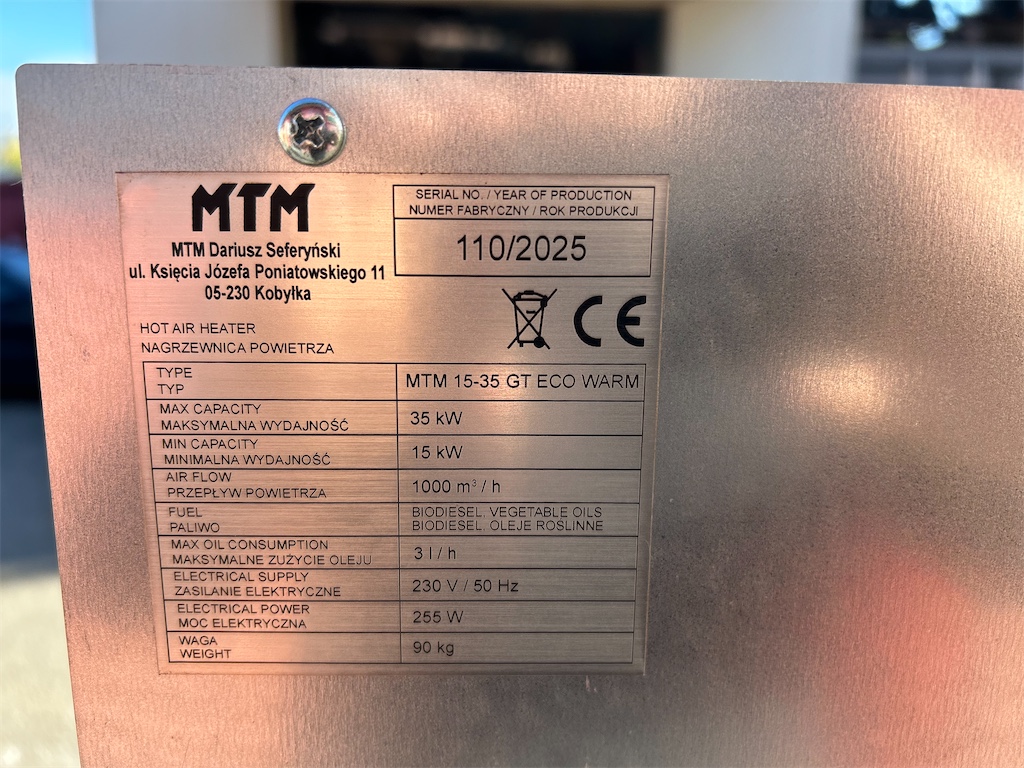 MTM
MTM Dariusz Seferyński
ul. Księcia Józefa Poniatowskiego 11
05-230 Kobyłka
SERIAL NO. / YEAR OF PRODUCTION
NUMER FABRYCZNY / ROK PRODUKCJI
110/2025
CE
HOT AIR HEATER
NAGRZEWNICA POWIETRZA
TYPE
TYP
MTM 15-35 GT ECO WARM
MAX CAPACITY
MAKSYMALNA WYDAJNOŚĆ
35 kW
MIN CAPACITY
MINIMALNA WYDAJNOŚĆ
15 kW
AIR FLOW
PRZEPŁYW POWIETRZA
1000 m³ / h
FUEL
PALIWO
BIODIESEL, VEGETABLE OILS
BIODIESEL, OLEJE ROŚLINNE
MAX OIL CONSUMPTION
MAKSYMALNE ZUŻYCIE OLEJU
3 l / h
ELECTRICAL SUPPLY
ZASILANIE ELEKTRYCZNE
230 V / 50 Hz
ELECTRICAL POWER
MOC ELEKTRYCZNA
255 W
WAGA
WEIGHT
90 kg